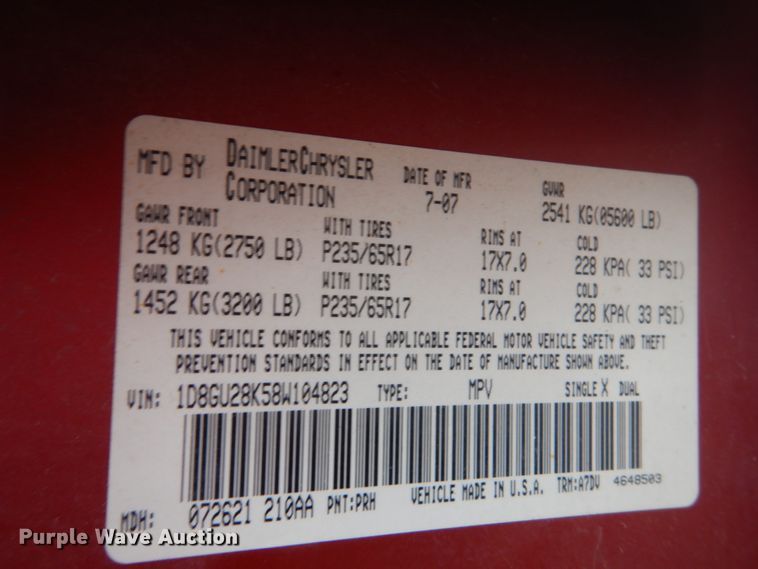 MFD BY DAIMLERCHRYSLER CORPORATION DATE OF MFR 7-07 GVWR 2541 KG(05600 LB)
GAWR FRONT WITH TIRES RIMS AT COLD
1248 KG(2750 LB) P235/65R17 17X7.0 228 KPA( 33 PSI)
GAWR REAR WITH TIRES RIMS AT COLD
1452 KG(3200 LB) P235/65R17 17X7.0 228 KPA( 33 PSI)
THIS VEHICLE CONFORMS TO ALL APPLICABLE FEDERAL MOTOR VEHICLE SAFETY AND THEFT
PREVENTION STANDARDS IN EFFECT ON THE DATE OF MANUFACTURE SHOWN ABOVE.
VIN: 1D8GU28K58W104823 TYPE: MPV SINGLE X DUAL
MDH: 072621 210AA PNT:PRH VEHICLE MADE IN U.S.A. TRM:A7DV 4648503
Purple Wave Auction